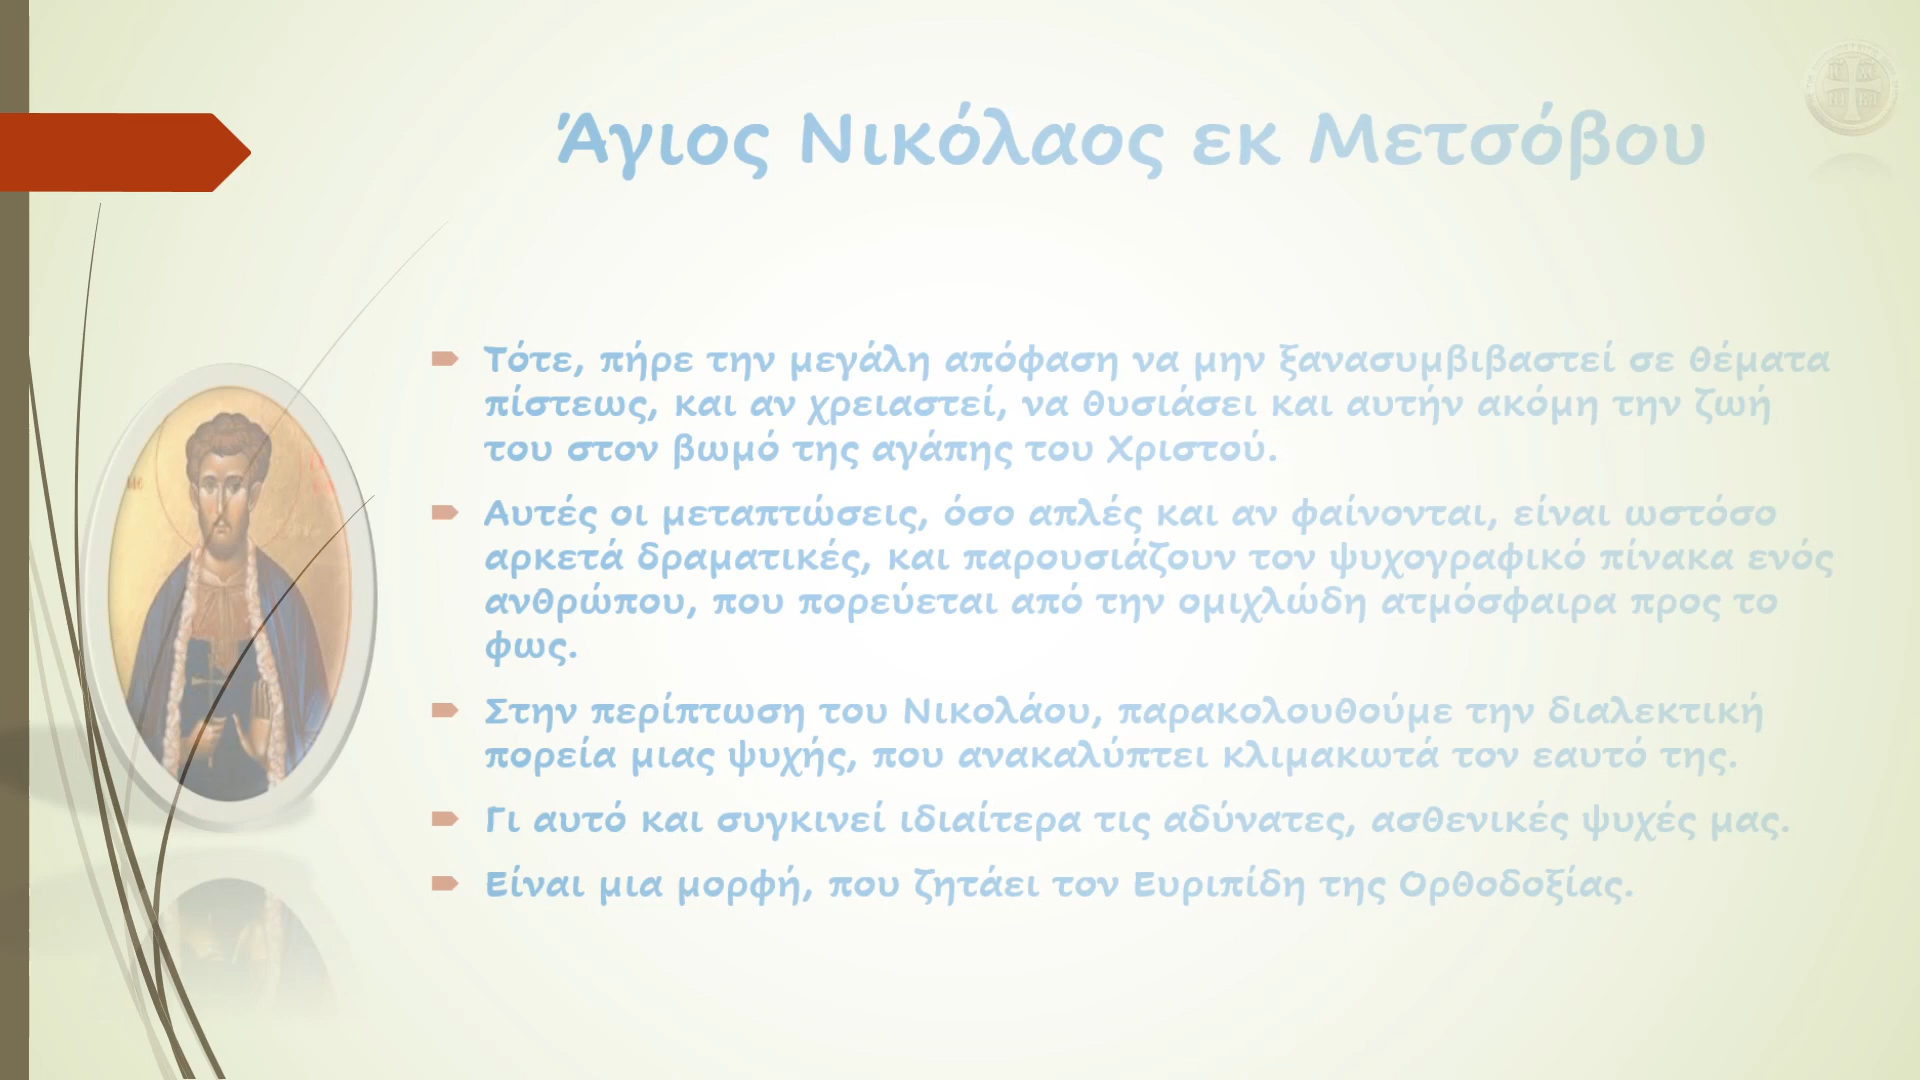 Άγιος Νικόλαος εκ Μετσόβου
Τότε, πήρε την μεγάλη απόφαση να μην ξανασυμβιβαστεί σε θέματα
πίστεως, και αν χρειαστεί, να θυσιάσει και αυτήν ακόμη την ζωή
του στον βωμό της αγάπης του Χριστού.
Αυτές οι μεταπτώσεις, όσο απλές και αν φαίνονται, είναι ωστόσο
αρκετά δραματικές, και παρουσιάζουν τον ψυχογραφικό πίνακα ενός
ανθρώπου, που πορεύεται από την ομιχλώδη ατμόσφαιρα προς το
φως.
Στην περίπτωση του Νικολάου, παρακολουθούμε την διαλεκτική
πορεία μιας ψυχής, που ανακαλύπτει κλιμακωτά τον εαυτό της.
Γι αυτό και συγκινεί ιδιαίτερα τις αδύνατες, ασθενικές ψυχές μας.
Είναι μια μορφή, που ζητάει τον Ευριπίδη της Ορθοδοξίας.